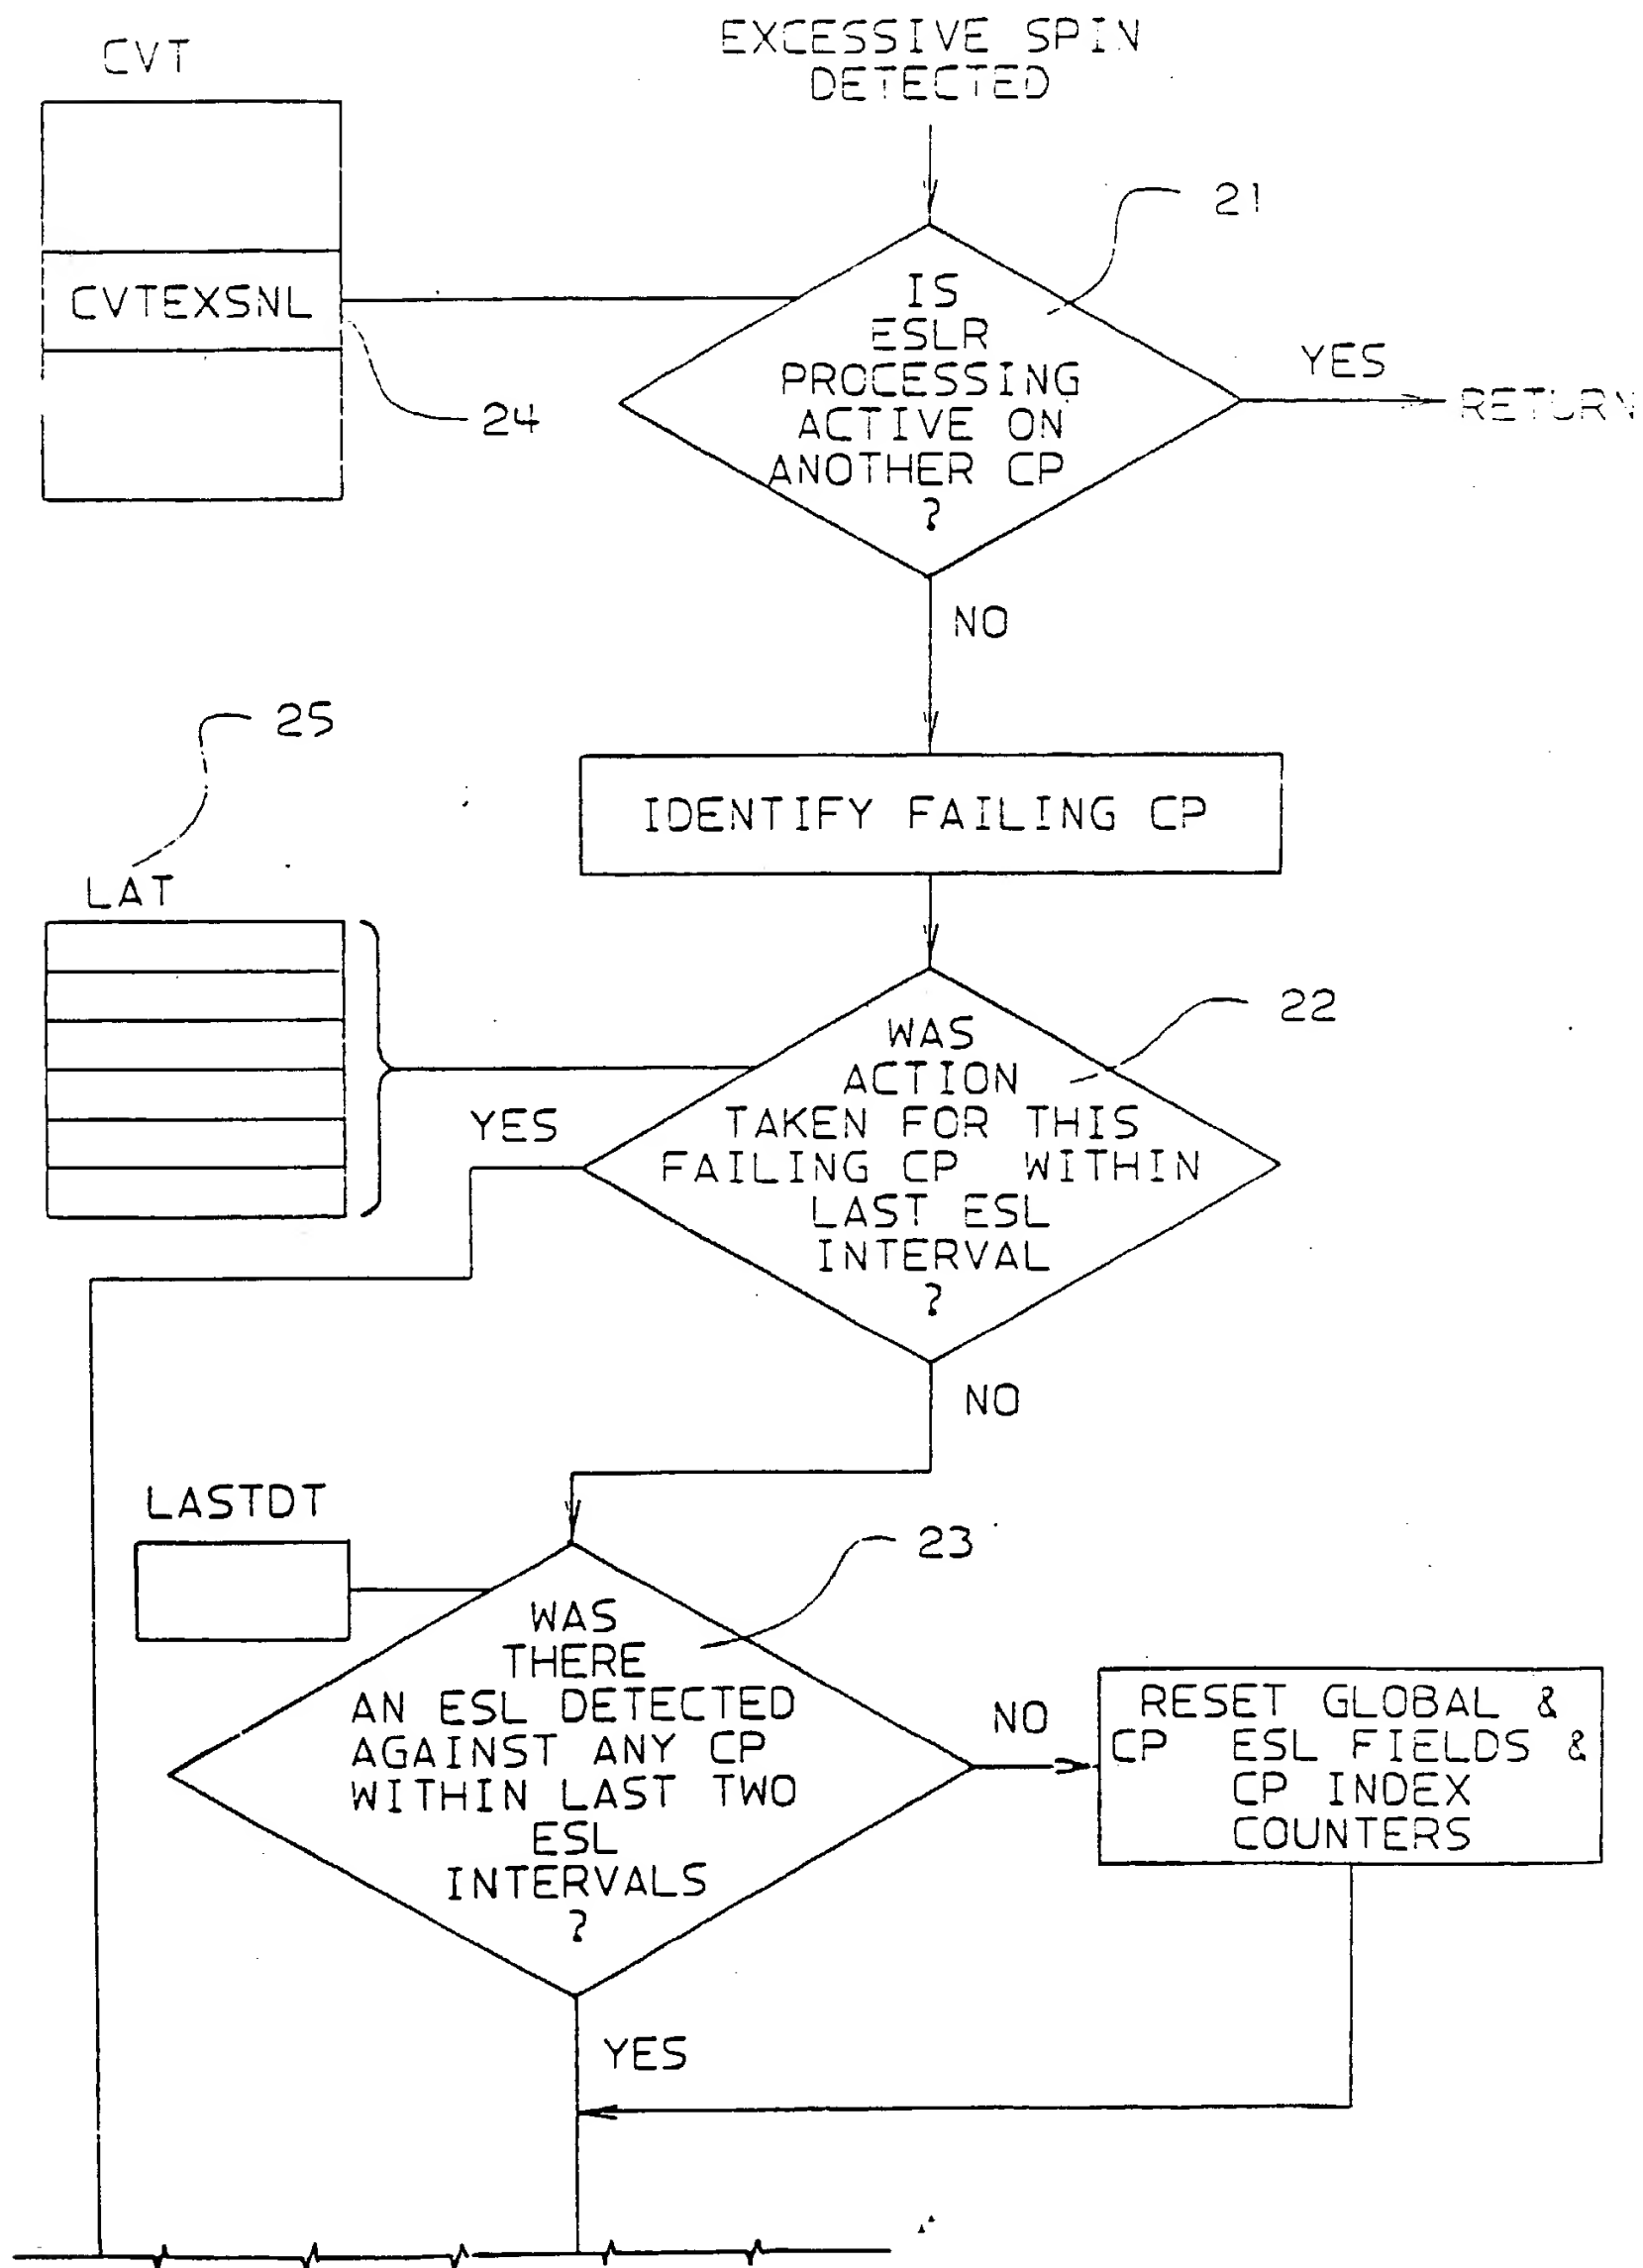 CVT
EXCESSIVE SPIN
DETECTED
21
CVTEXSNL
24
IS
ESLR
PROCESSING
ACTIVE ON
ANOTHER CP
?
YES
RETURN
NO
25
IDENTIFY FAILING CP
LAT
22
WAS
ACTION
TAKEN FOR THIS
FAILING CP WITHIN
LAST ESL
INTERVAL
?
YES
NO
LASTDT
23
WAS
THERE
AN ESL DETECTED
AGAINST ANY CP
WITHIN LAST TWO
ESL
INTERVALS
?
NO
RESET GLOBAL &
CP ESL FIELDS &
CP INDEX
COUNTERS
YES